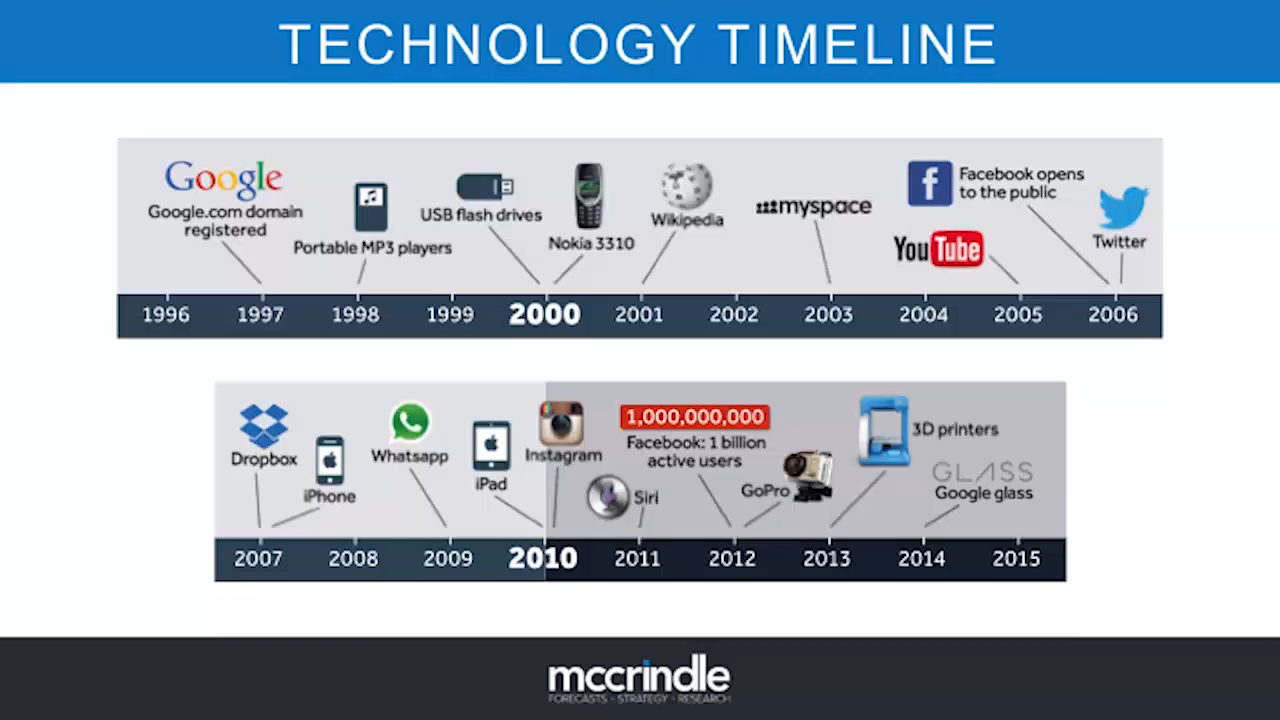 TECHNOLOGY TIMELINE
Google
Google.com domain
registered
Portable MP3 players
USB flash drives
Nokia 3310
Wikipedia
myspace
YouTube
Facebook opens
to the public
Twitter
1996 1997 1998 1999 2000 2001 2002 2003 2004 2005 2006
Dropbox
iPhone
Whatsapp
iPad
Instagram
Siri
1,000,000,000
Facebook: 1 billion
active users
GoPro
3D printers
GLASS
Google glass
2007 2008 2009 2010 2011 2012 2013 2014 2015
mccrindle
FORECASTS - STRATEGY - RESEARCH